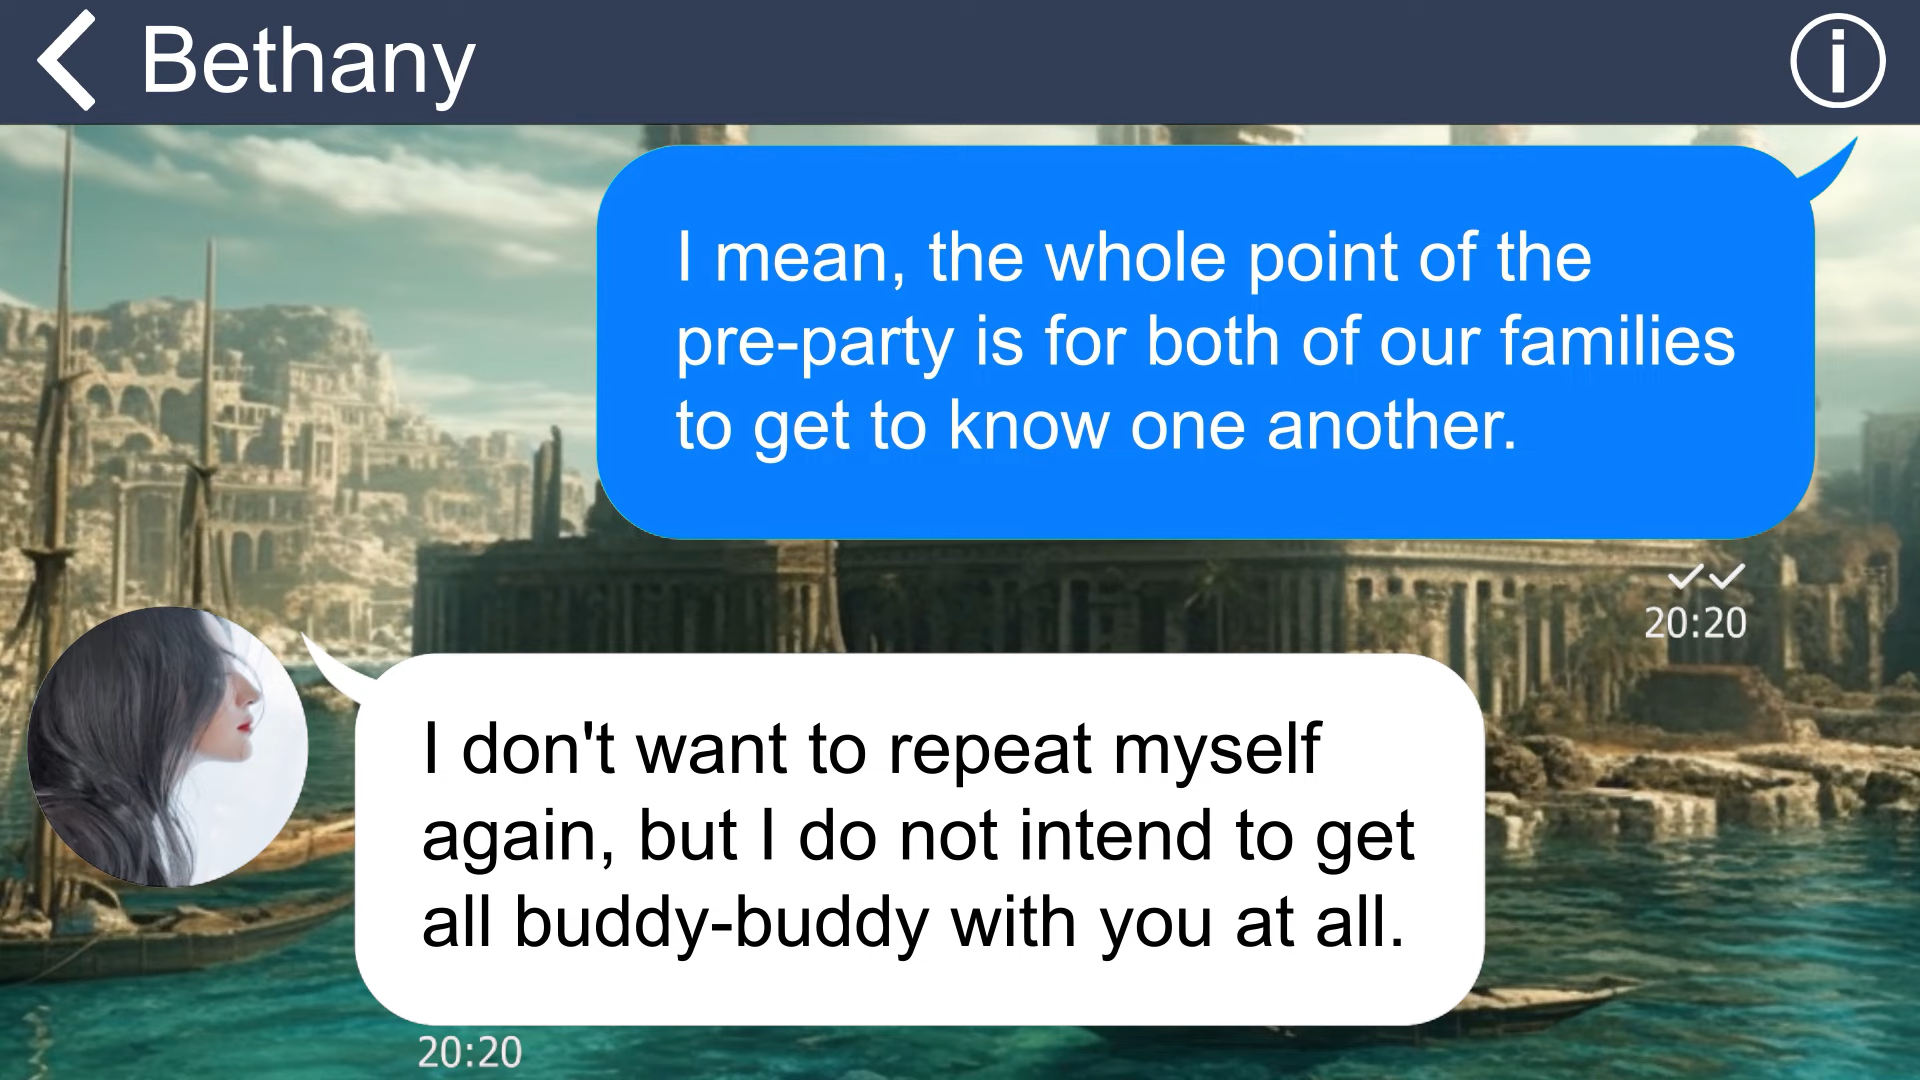 Bethany
I mean, the whole point of the
pre-party is for both of our families
to get to know one another.
20:20
I don't want to repeat myself
again, but I do not intend to get
all buddy-buddy with you at all.
20:20